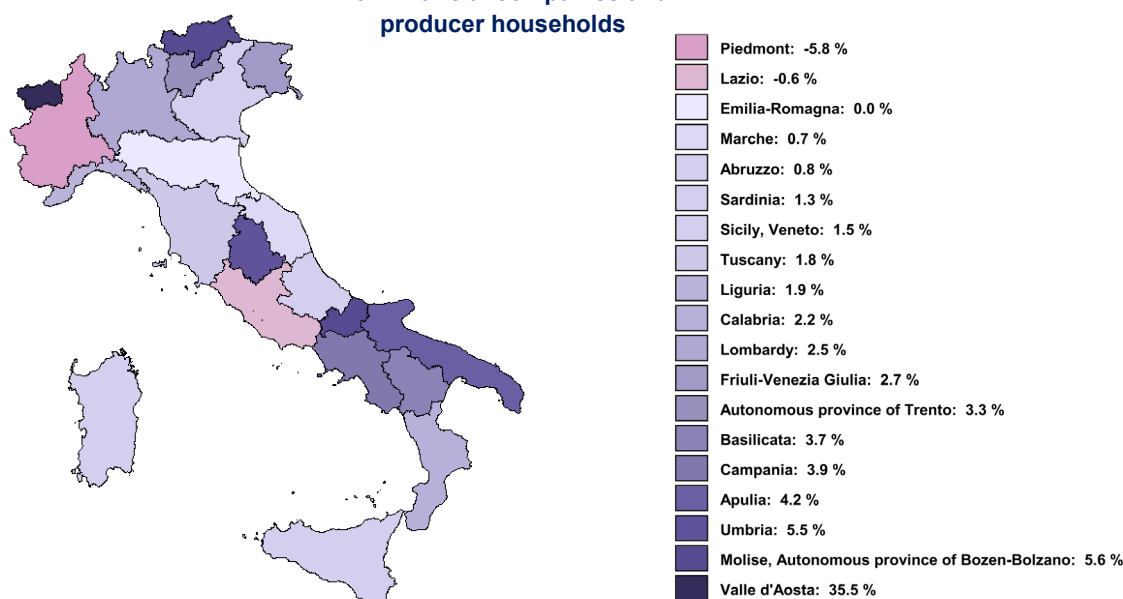 producer households
Piedmont: -5.8 %
Lazio: -0.6 %
Emilia-Romagna: 0.0 %
Marche: 0.7 %
Abruzzo: 0.8 %
Sardinia: 1.3 %
Sicily, Veneto: 1.5 %
Tuscany: 1.8 %
Liguria: 1.9 %
Calabria: 2.2 %
Lombardy: 2.5 %
Friuli-Venezia Giulia: 2.7 %
Autonomous province of Trento: 3.3 %
Basilicata: 3.7 %
Campania: 3.9 %
Apulia: 4.2 %
Umbria: 5.5 %
Molise, Autonomous province of Bozen-Bolzano: 5.6 %
Valle d'Aosta: 35.5 %